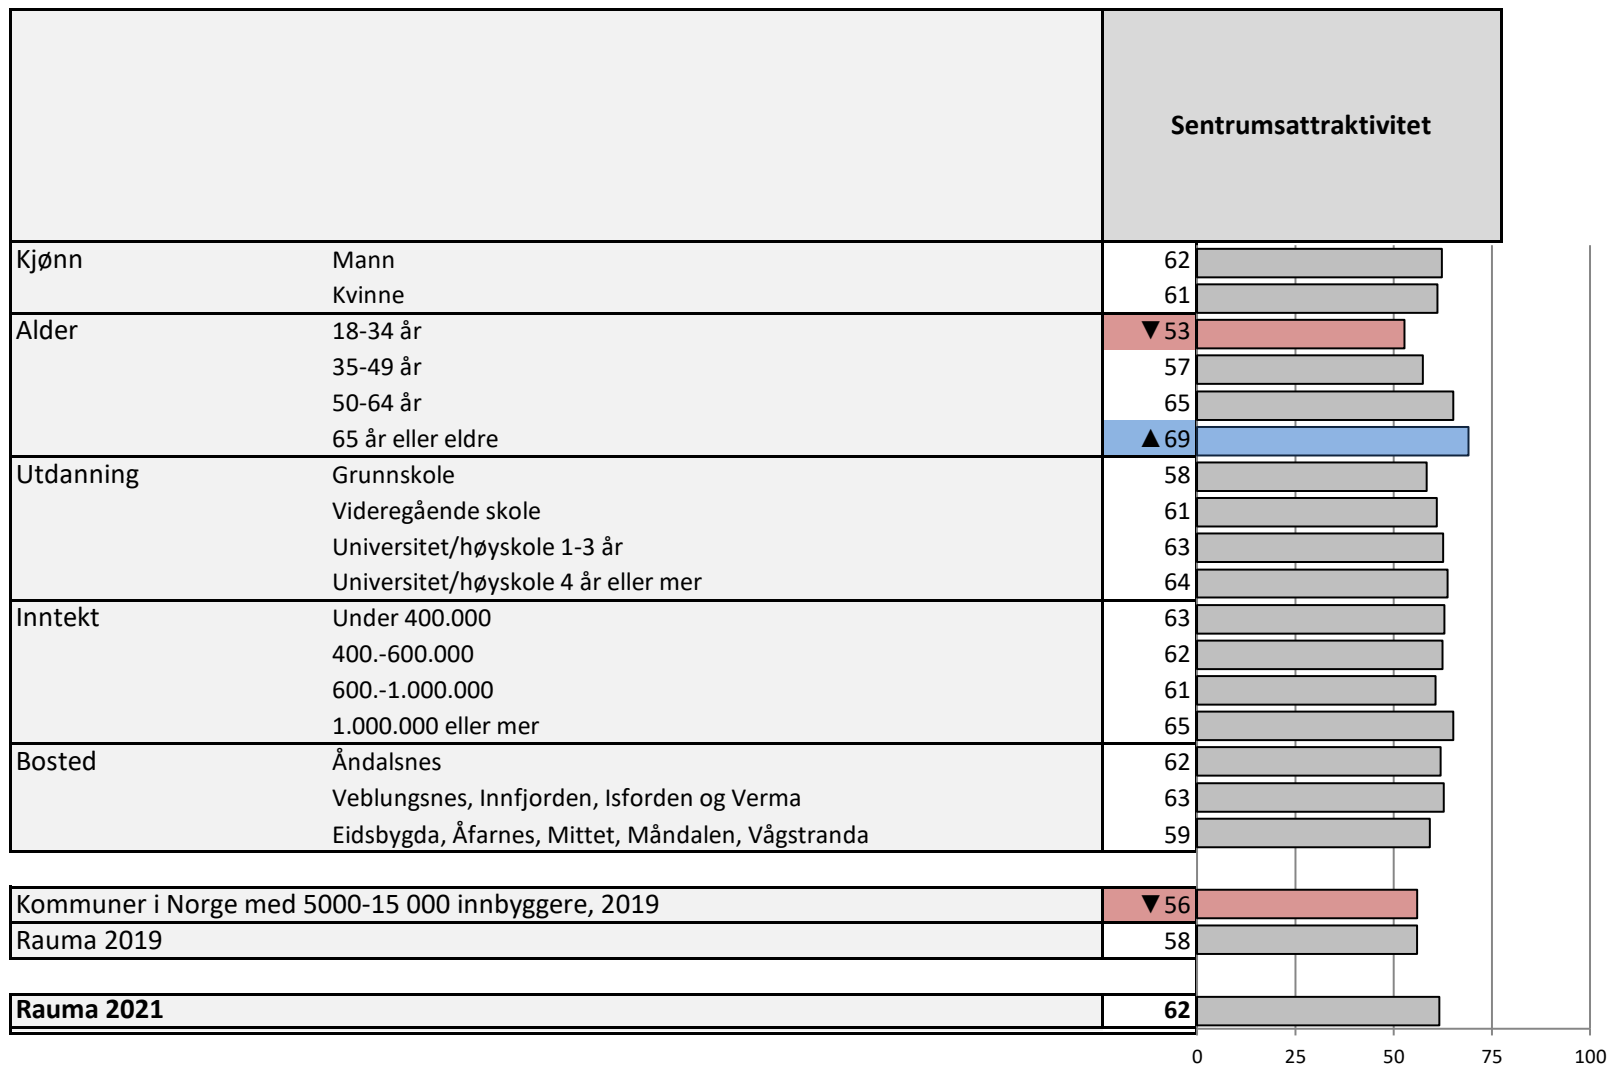 Sentrumsattraktivitet
Kjønn Mann 62
Kvinne 61
Alder 18-34 år ▼53
35-49 år 57
50-64 år 65
65 år eller eldre ▲69
Utdanning Grunnskole 58
Videregående skole 61
Universitet/høyskole 1-3 år 63
Universitet/høyskole 4 år eller mer 64
Inntekt Under 400.000 63
400.-600.000 62
600.-1.000.000 61
1.000.000 eller mer 65
Bosted Åndalsnes 62
Veblungsnes, Innfjorden, Isforden og Verma 63
Eidsbygda, Åfarnes, Mittet, Måndalen, Vågstranda 59
Kommuner i Norge med 5000-15 000 innbyggere, 2019 ▼56
Rauma 2019 58
Rauma 2021 62
0 25 50 75 100